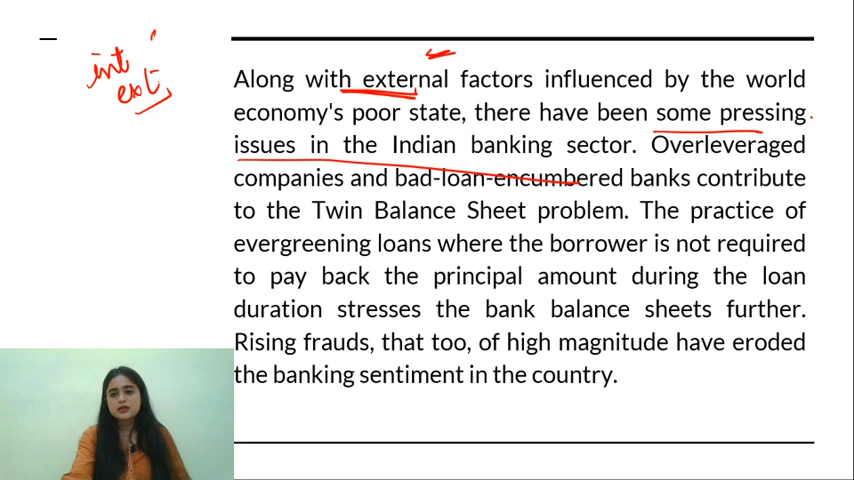 int
ext
Along with external factors influenced by the world
economy's poor state, there have been some pressing
issues in the Indian banking sector. Overleveraged
companies and bad-loan-encumbered banks contribute
to the Twin Balance Sheet problem. The practice of
evergreening loans where the borrower is not required
to pay back the principal amount during the loan
duration stresses the bank balance sheets further.
Rising frauds, that too, of high magnitude have eroded
the banking sentiment in the country.